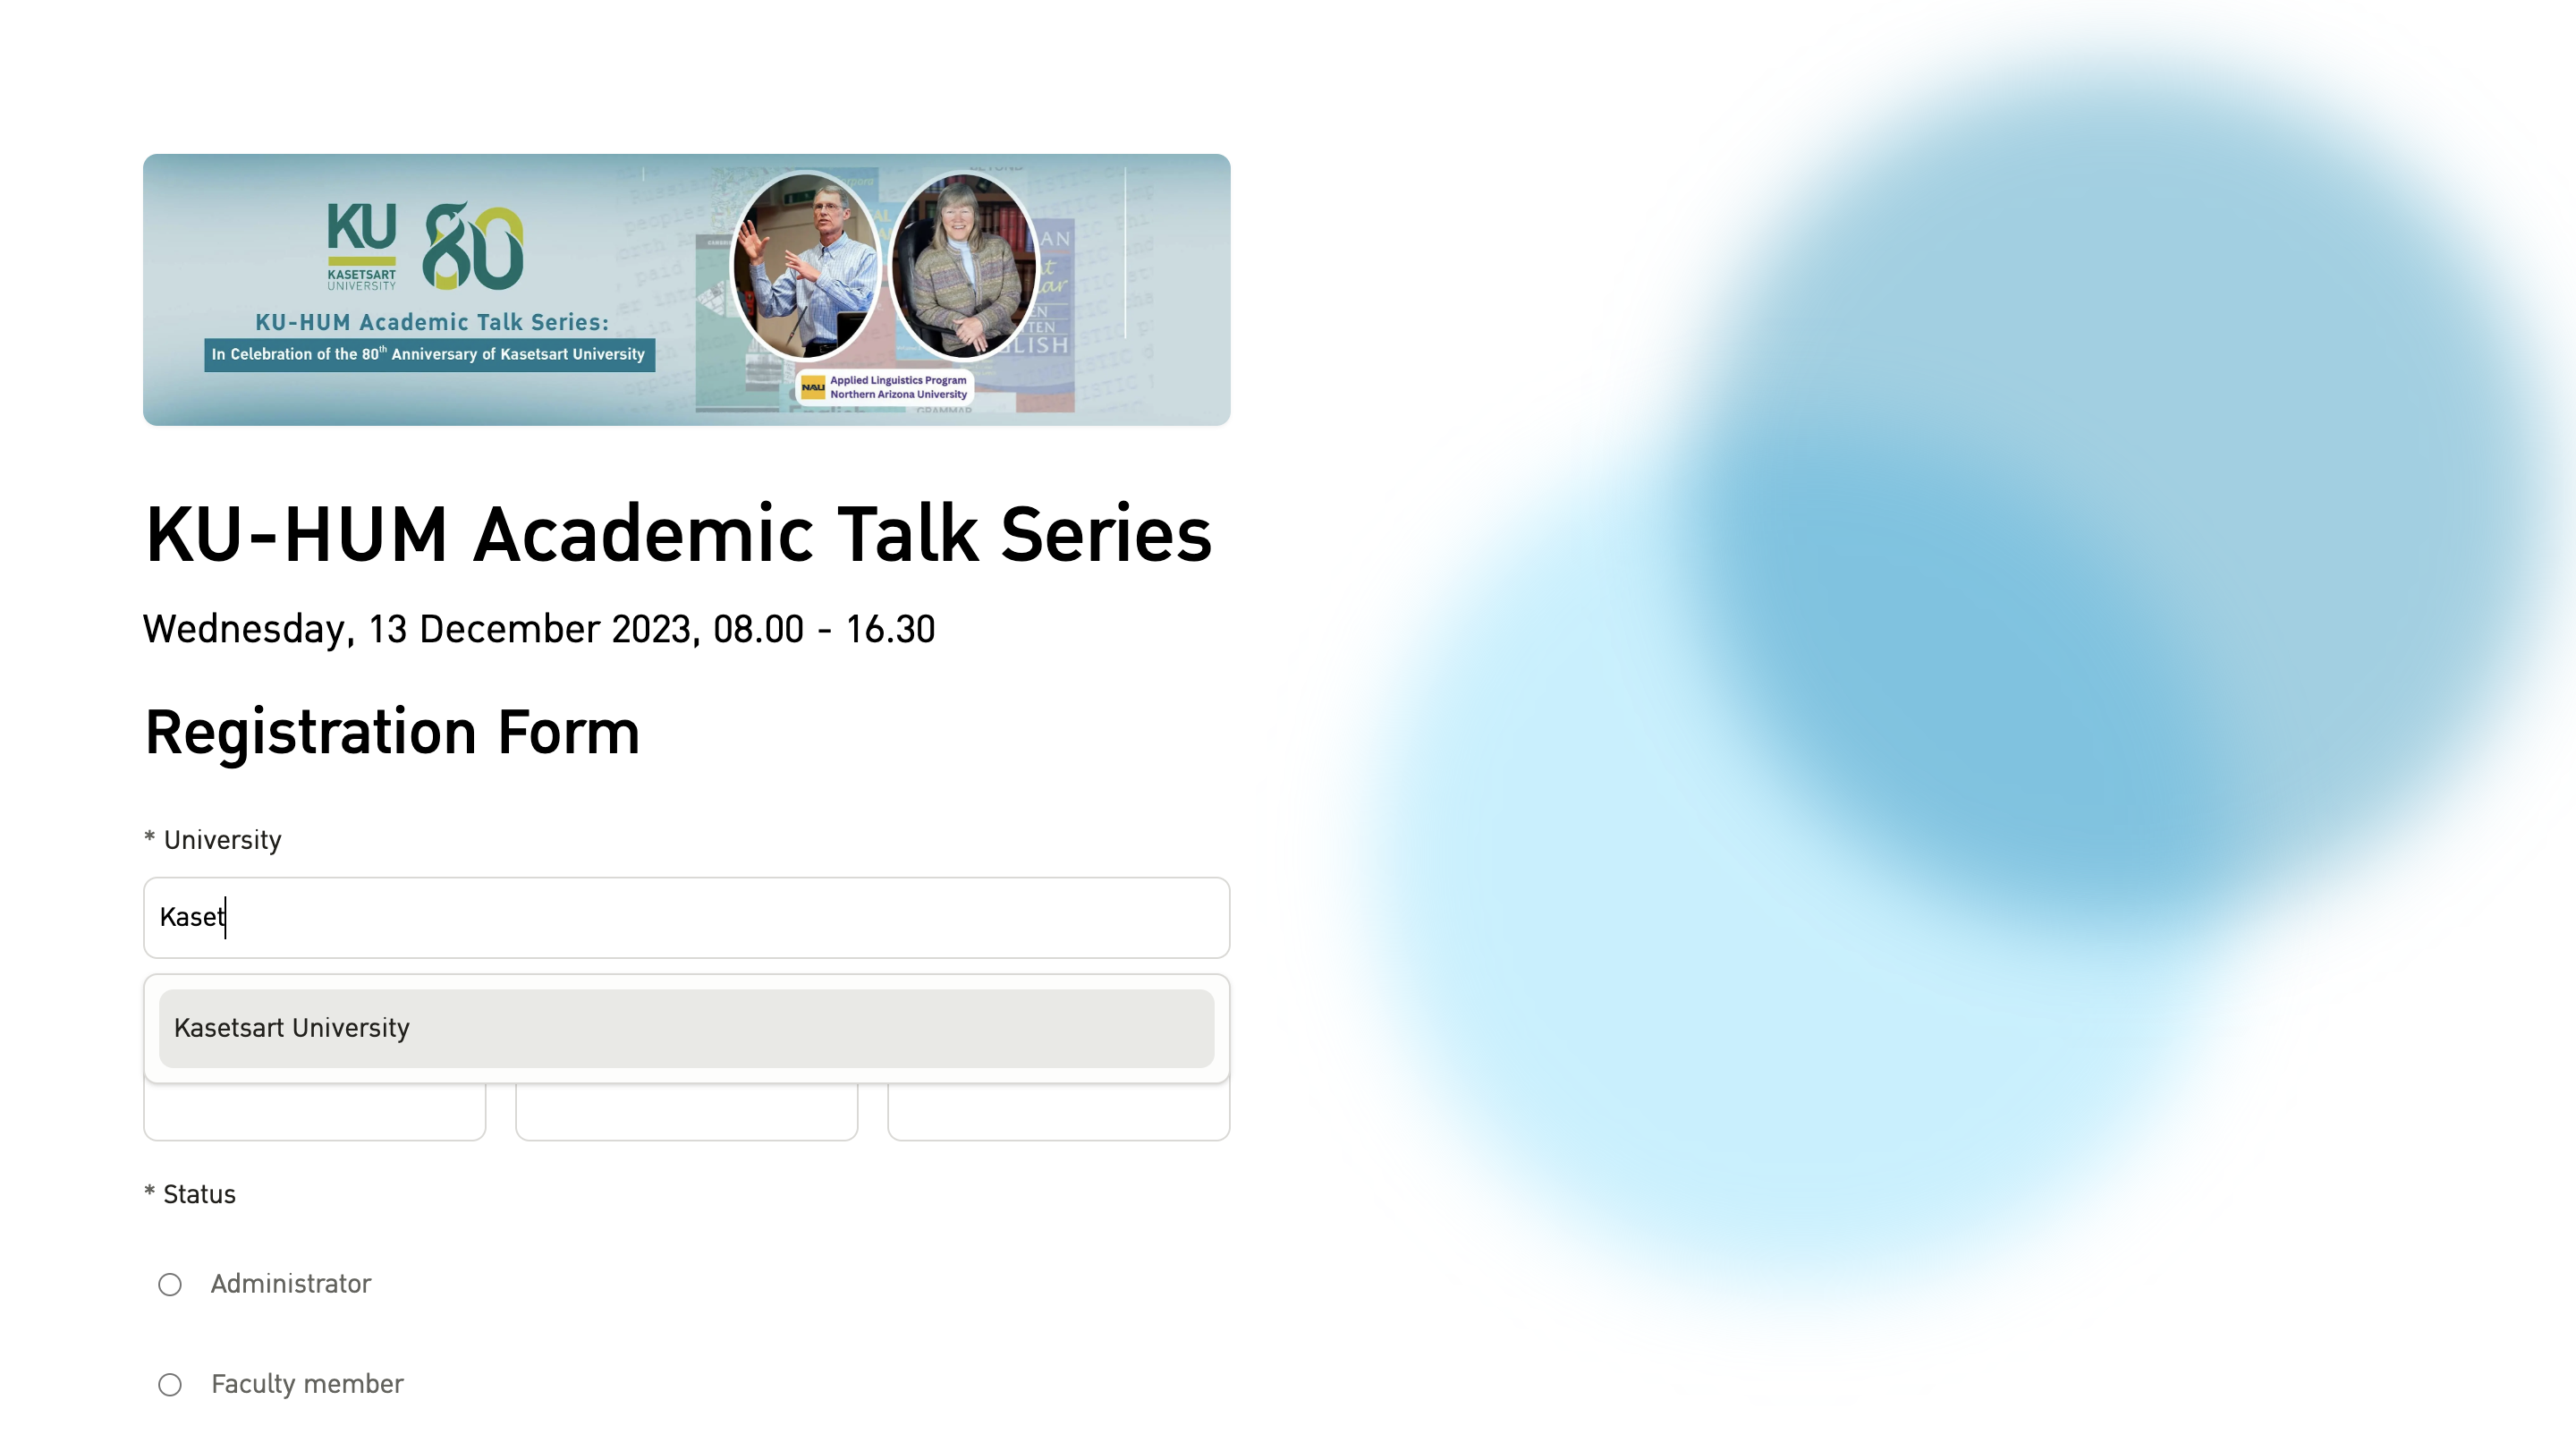 KU
KASETSART
UNIVERSITY
80
KU-HUM Academic Talk Series:
In Celebration of the 80th Anniversary of Kasetsart University
NAU
Applied Linguistics Program
Northern Arizona University
GRAMMAR
KU-HUM Academic Talk Series
Wednesday, 13 December 2023, 08.00 - 16.30
Registration Form
* University
Kaset
Kasetsart University
* Status
Administrator
Faculty member